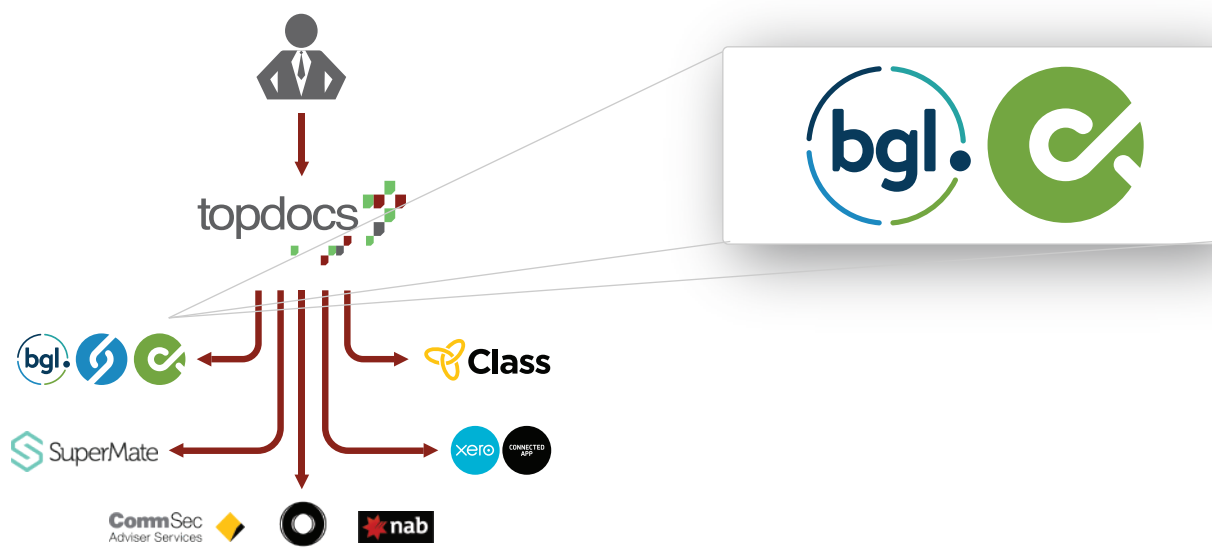 bgl.
topdocs
bgl.
Class
SuperMate
xero
CONNECTED
APP
CommSec
Adviser Services
nab